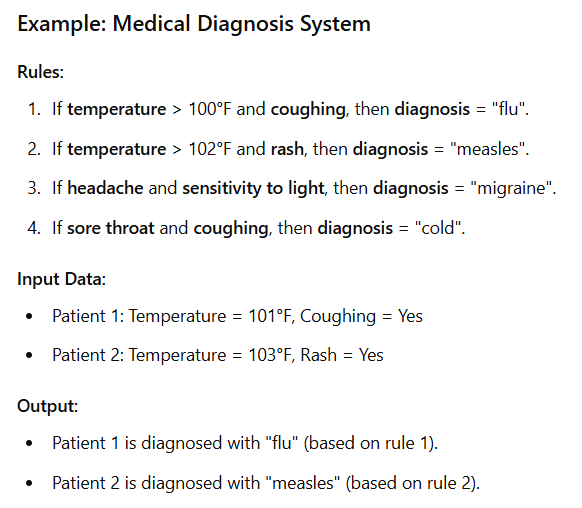 Example: Medical Diagnosis System
Rules:
1. If temperature > 100°F and coughing, then diagnosis = "flu".
2. If temperature > 102°F and rash, then diagnosis = "measles".
3. If headache and sensitivity to light, then diagnosis = "migraine".
4. If sore throat and coughing, then diagnosis = "cold".
Input Data:
• Patient 1: Temperature = 101°F, Coughing = Yes
• Patient 2: Temperature = 103°F, Rash = Yes
Output:
• Patient 1 is diagnosed with "flu" (based on rule 1).
• Patient 2 is diagnosed with "measles" (based on rule 2).